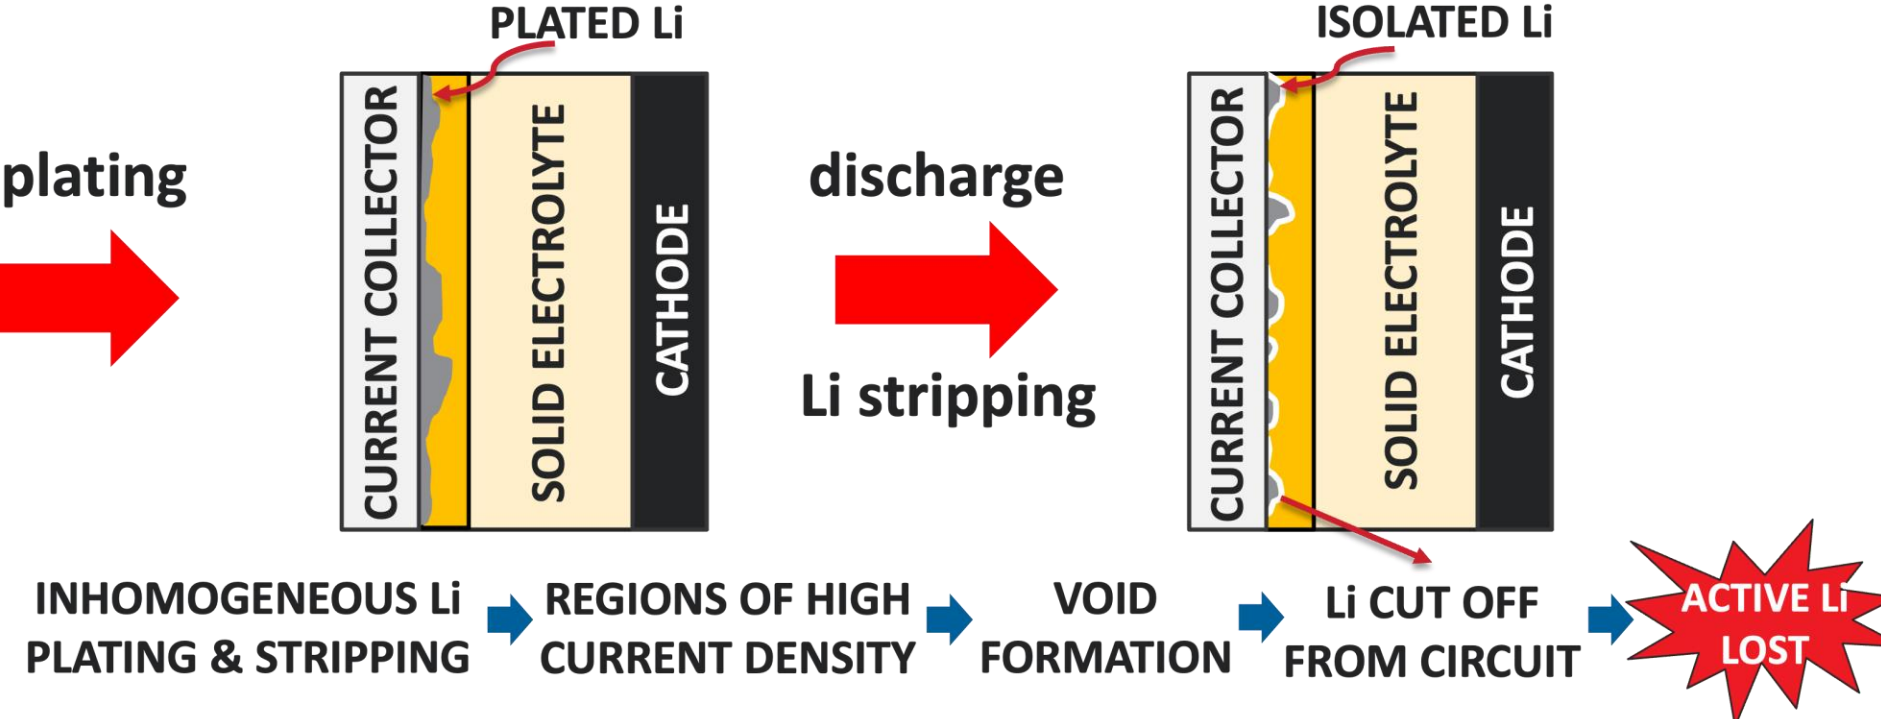 PLATED Li
ISOLATED Li
plating
CURRENT COLLECTOR
SOLID ELECTROLYTE
CATHODE
discharge
Li stripping
CURRENT COLLECTOR
SOLID ELECTROLYTE
CATHODE
INHOMOGENEOUS Li
PLATING & STRIPPING
REGIONS OF HIGH
CURRENT DENSITY
VOID
FORMATION
Li CUT OFF
FROM CIRCUIT
ACTIVE Li
LOST